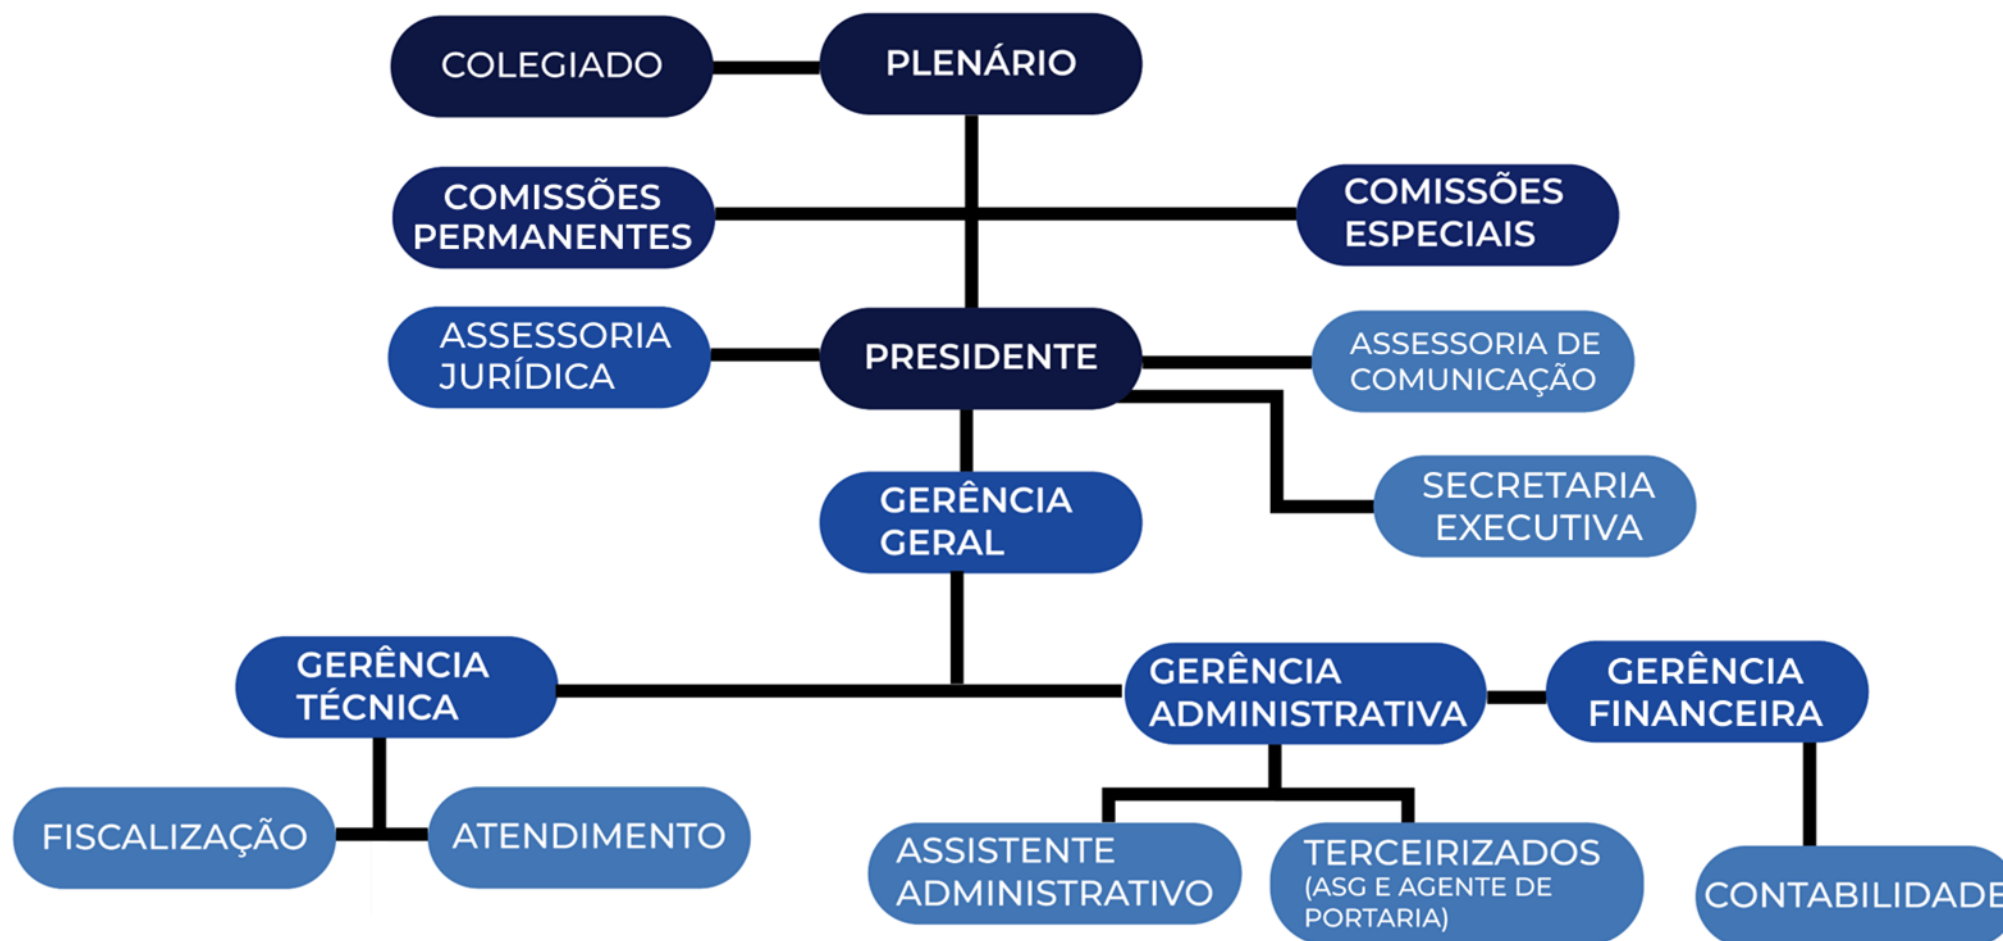 COLEGIADO
PLENÁRIO
COMISSÕES
PERMANENTES
COMISSÕES
ESPECIAIS
ASSESSORIA
JURÍDICA
PRESIDENTE
ASSESSORIA DE
COMUNICAÇÃO
GERÊNCIA
GERAL
SECRETARIA
EXECUTIVA
GERÊNCIA
TÉCNICA
GERÊNCIA
ADMINISTRATIVA
GERÊNCIA
FINANCEIRA
FISCALIZAÇÃO
ATENDIMENTO
ASSISTENTE
ADMINISTRATIVO
TERCEIRIZADOS
(ASG E AGENTE DE
PORTARIA)
CONTABILIDADE